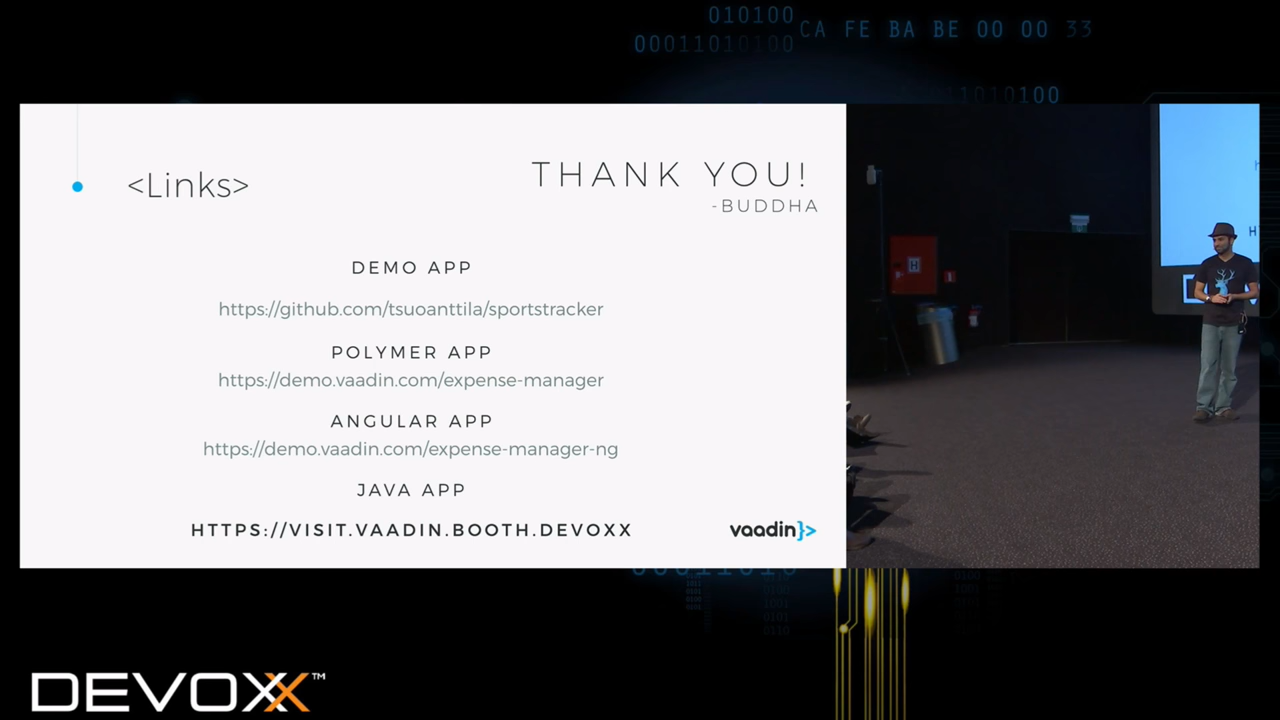 010100
00011010100
CA FE BA BE 00 00 33
1010100
<Links>
THANK YOU!
-BUDDHA
DEMO APP
https://github.com/tsuoanttila/sportstracker
POLYMER APP
https://demo.vaadin.com/expense-manager
ANGULAR APP
https://demo.vaadin.com/expense-manager-ng
JAVA APP
HTTPS://VISIT.VAADIN.BOOTH.DEVOXX
vaadin}>
H
DEVOXX™